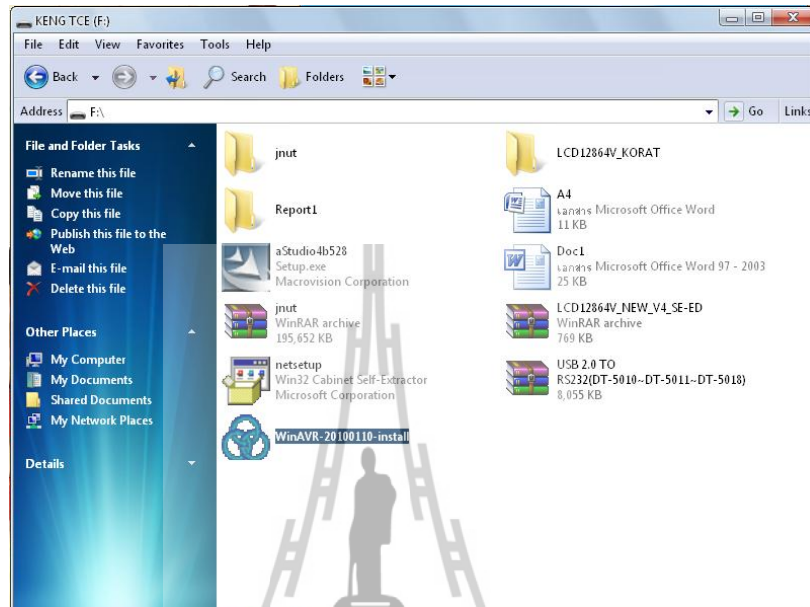 KENG TCE (F:)
File Edit View Favorites Tools Help
Back Search Folders
Address F:\ Go Links
File and Folder Tasks
Rename this file
Move this file
Copy this file
Publish this file to the
Web
E-mail this file
Delete this file
Other Places
My Computer
My Documents
Shared Documents
My Network Places
Details
jnut
LCD12864V_KORAT
Report1
A4
เอกสาร Microsoft Office Word
11 KB
aStudio4b528
Setup.exe
Macrovision Corporation
Doc1
เอกสาร Microsoft Office Word 97 - 2003
25 KB
jnut
WinRAR archive
195,652 KB
LCD12864V_NEW_V4_SE-ED
WinRAR archive
769 KB
netsetup
Win32 Cabinet Self-Extractor
Microsoft Corporation
USB 2.0 TO
RS232(DT-5010~DT-5011~DT-5018)
8,055 KB
WinAVR-20100110-install